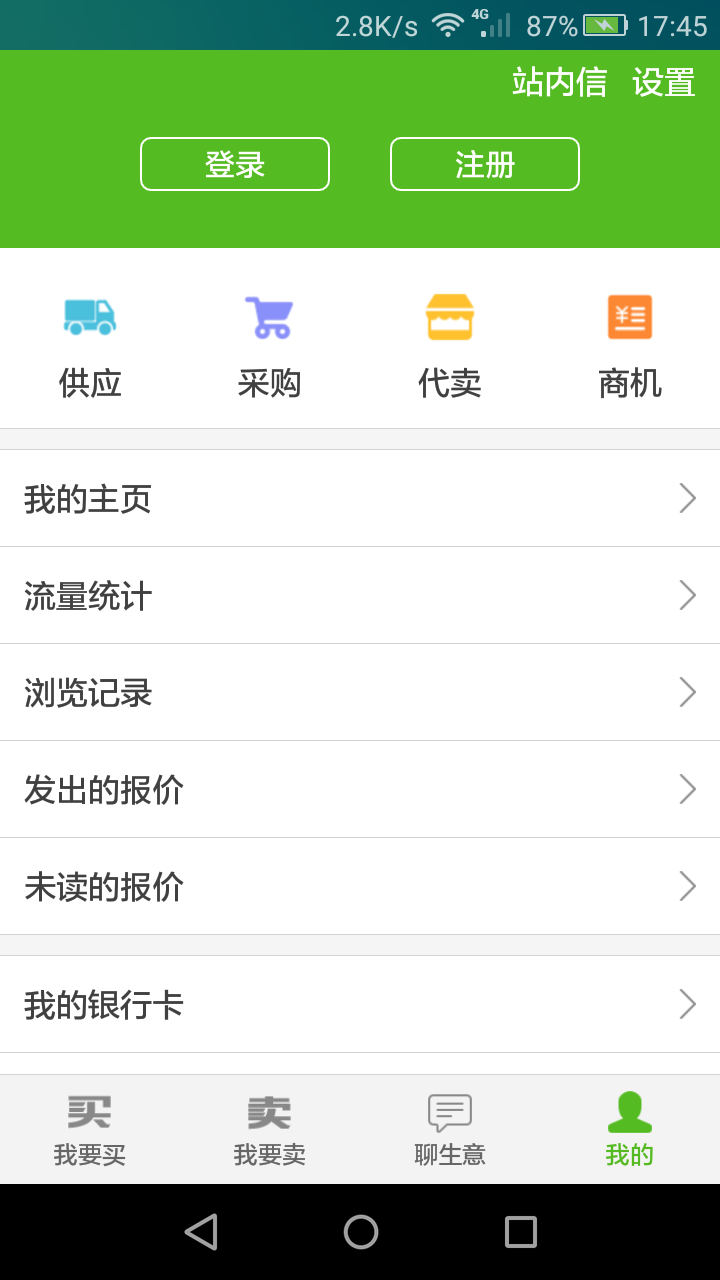 2.8K/s 4G 87% 17:45
站内信 设置
登录 注册
供应 采购 代卖 商机
我的主页
流量统计
浏览记录
发出的报价
未读的报价
我的银行卡
买 卖
我要买 我要卖 聊生意 我的